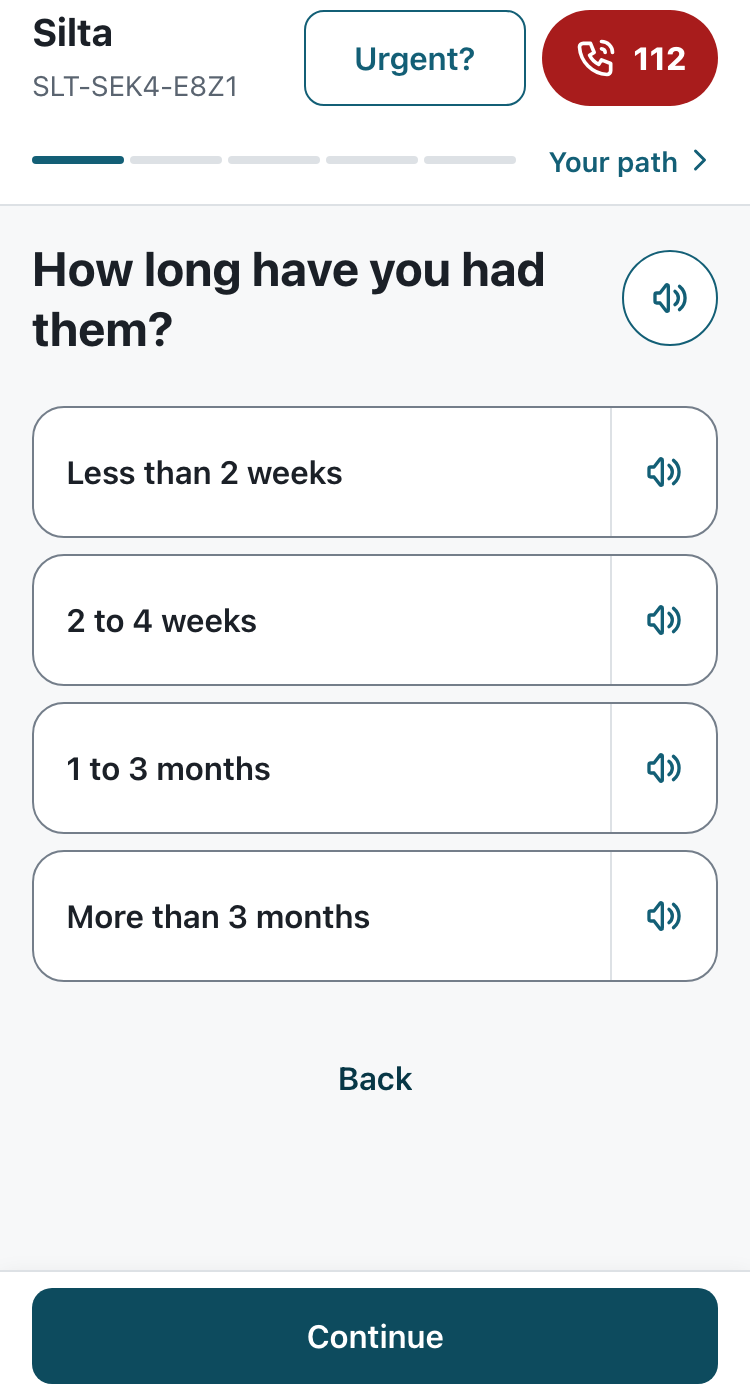 Silta
SLT-SEK4-E8Z1
Urgent?
112
Your path
How long have you had
them?
Less than 2 weeks
2 to 4 weeks
1 to 3 months
More than 3 months
Back
Continue